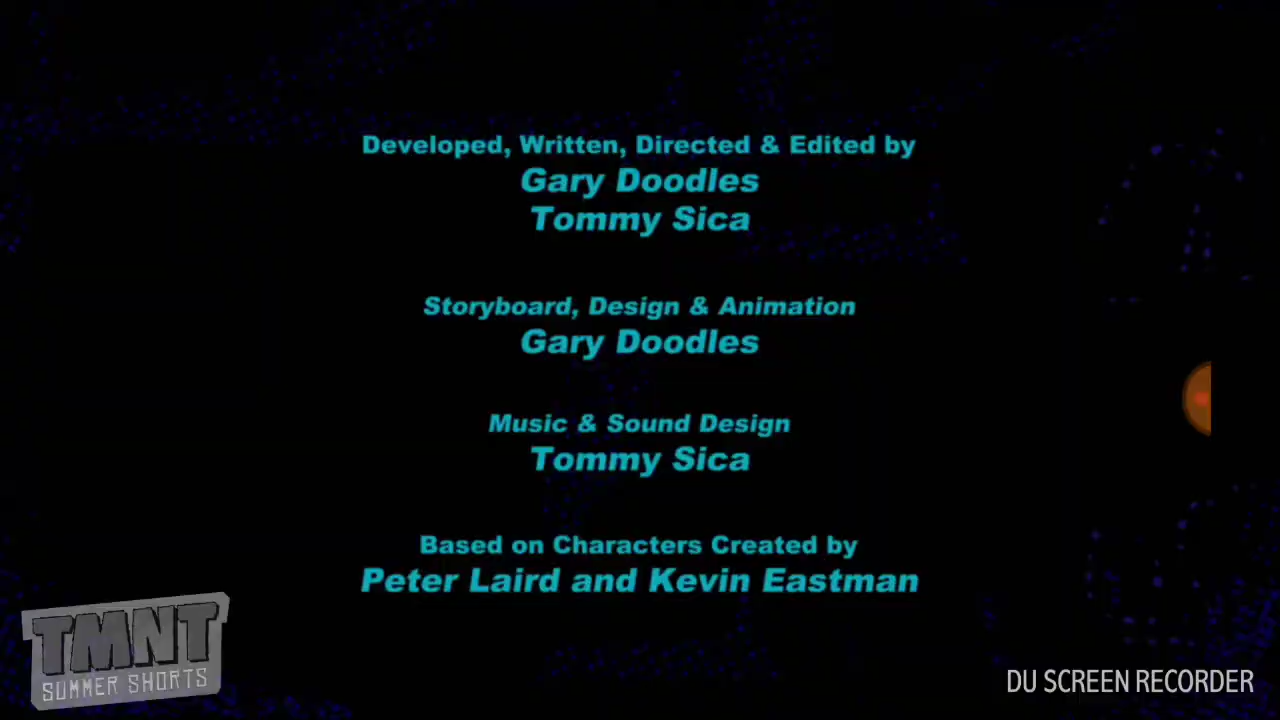 Developed, Written, Directed & Edited by
Gary Doodles
Tommy Sica
Storyboard, Design & Animation
Gary Doodles
Music & Sound Design
Tommy Sica
Based on Characters Created by
Peter Laird and Kevin Eastman
TMNT
SUMMER SHORTS
DU SCREEN RECORDER